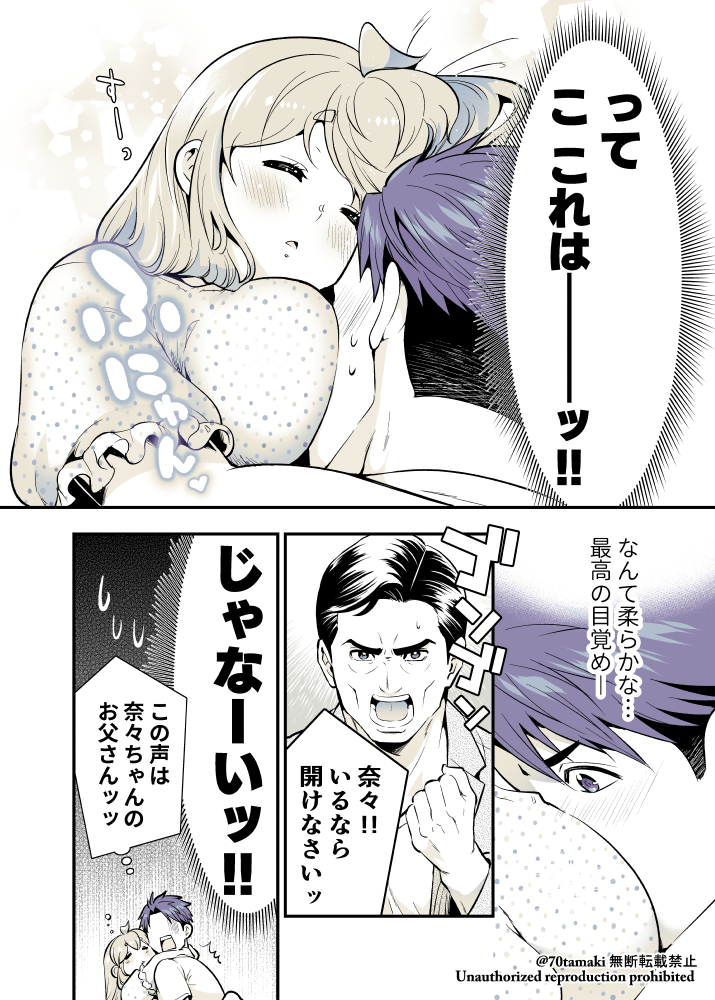 って
こ これは――ッ!!
すーっ
ふにゃん♡
なんて柔らかな…
最高の目覚めー
ガンガン
奈々!!
いるなら
開けなさいッ
じゃなーいッ!!
この声は
奈々ちゃんの
お父さんッッ
@70tamaki 無断転載禁止
Unauthorized reproduction prohibited